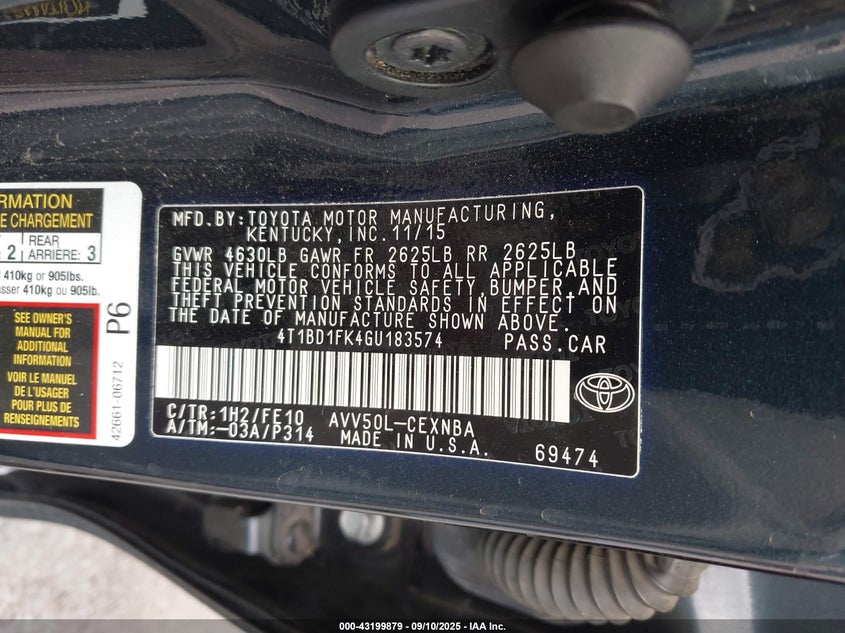 RMATION
E CHARGEMENT
: 2 REAR ARRIÈRE: 3
410kg or 905lbs.
sser 410kg ou 905lb.
SEE OWNER'S
MANUAL FOR
ADDITIONAL
INFORMATION
VOIR LE MANUEL
DE L'USAGER
POUR PLUS DE
RENSEIGNEMENTS
P6
42661-06712
MFD.BY:TOYOTA MOTOR MANUFACTURING,
KENTUCKY,INC. 11/15
GVWR 4630LB GAWR FR 2625LB RR 2625LB
THIS VEHICLE CONFORMS TO ALL APPLICABLE
FEDERAL MOTOR VEHICLE SAFETY, BUMPER, AND
THEFT PREVENTION STANDARDS IN EFFECT ON
THE DATE OF MANUFACTURE SHOWN ABOVE.
4T1BD1FK4GU183574 PASS.CAR
C/TR:1H2/FE10 AVV50L-CEXNBA
A/TM:-03A/P314 MADE IN U.S.A.
69474
TOYOTA
000-43199879 - 09/10/2025 - IAA Inc.